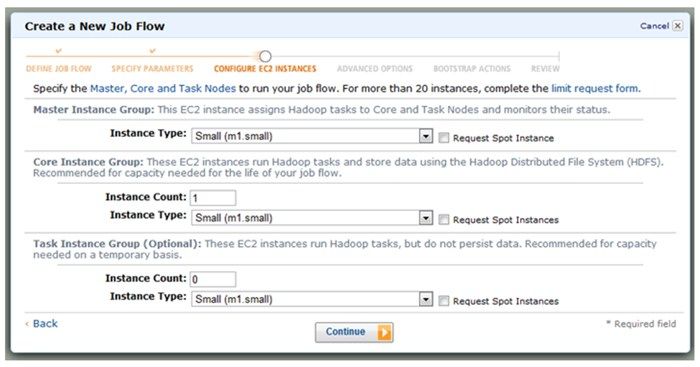 Create a New Job Flow
Cancel
DEFINE JOB FLOW SPECIFY PARAMETERS CONFIGURE EC2 INSTANCES ADVANCED OPTIONS BOOTSTRAP ACTIONS REVIEW
Specify the Master, Core and Task Nodes to run your job flow. For more than 20 instances, complete the limit request form.
Master Instance Group: This EC2 instance assigns Hadoop tasks to Core and Task Nodes and monitors their status.
Instance Type: Small (m1.small) Request Spot Instance
Core Instance Group: These EC2 instances run Hadoop tasks and store data using the Hadoop Distributed File System (HDFS).
Recommended for capacity needed for the life of your job flow.
Instance Count: 1
Instance Type: Small (m1.small) Request Spot Instances
Task Instance Group (Optional): These EC2 instances run Hadoop tasks, but do not persist data. Recommended for capacity
needed on a temporary basis.
Instance Count: 0
Instance Type: Small (m1.small) Request Spot Instances
‹ Back
Continue
* Required field